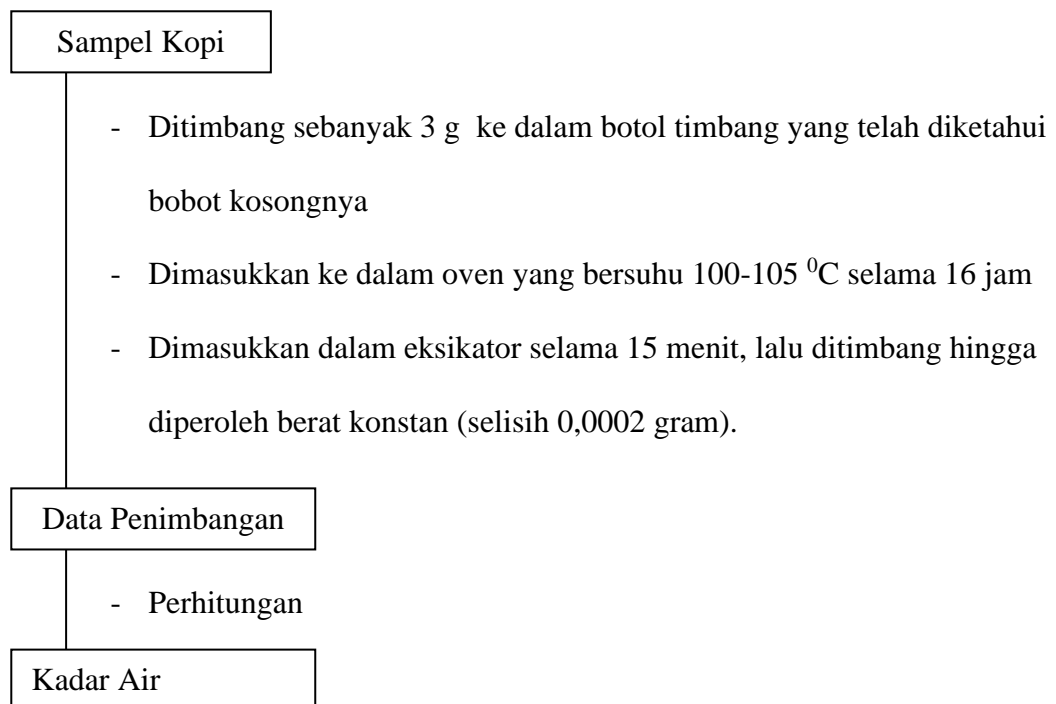 Sampel Kopi
- Ditimbang sebanyak 3 g ke dalam botol timbang yang telah diketahui
bobot kosongnya
- Dimasukkan ke dalam oven yang bersuhu 100-105 ⁰C selama 16 jam
- Dimasukkan dalam eksikator selama 15 menit, lalu ditimbang hingga
diperoleh berat konstan (selisih 0,0002 gram).
Data Penimbangan
- Perhitungan
Kadar Air